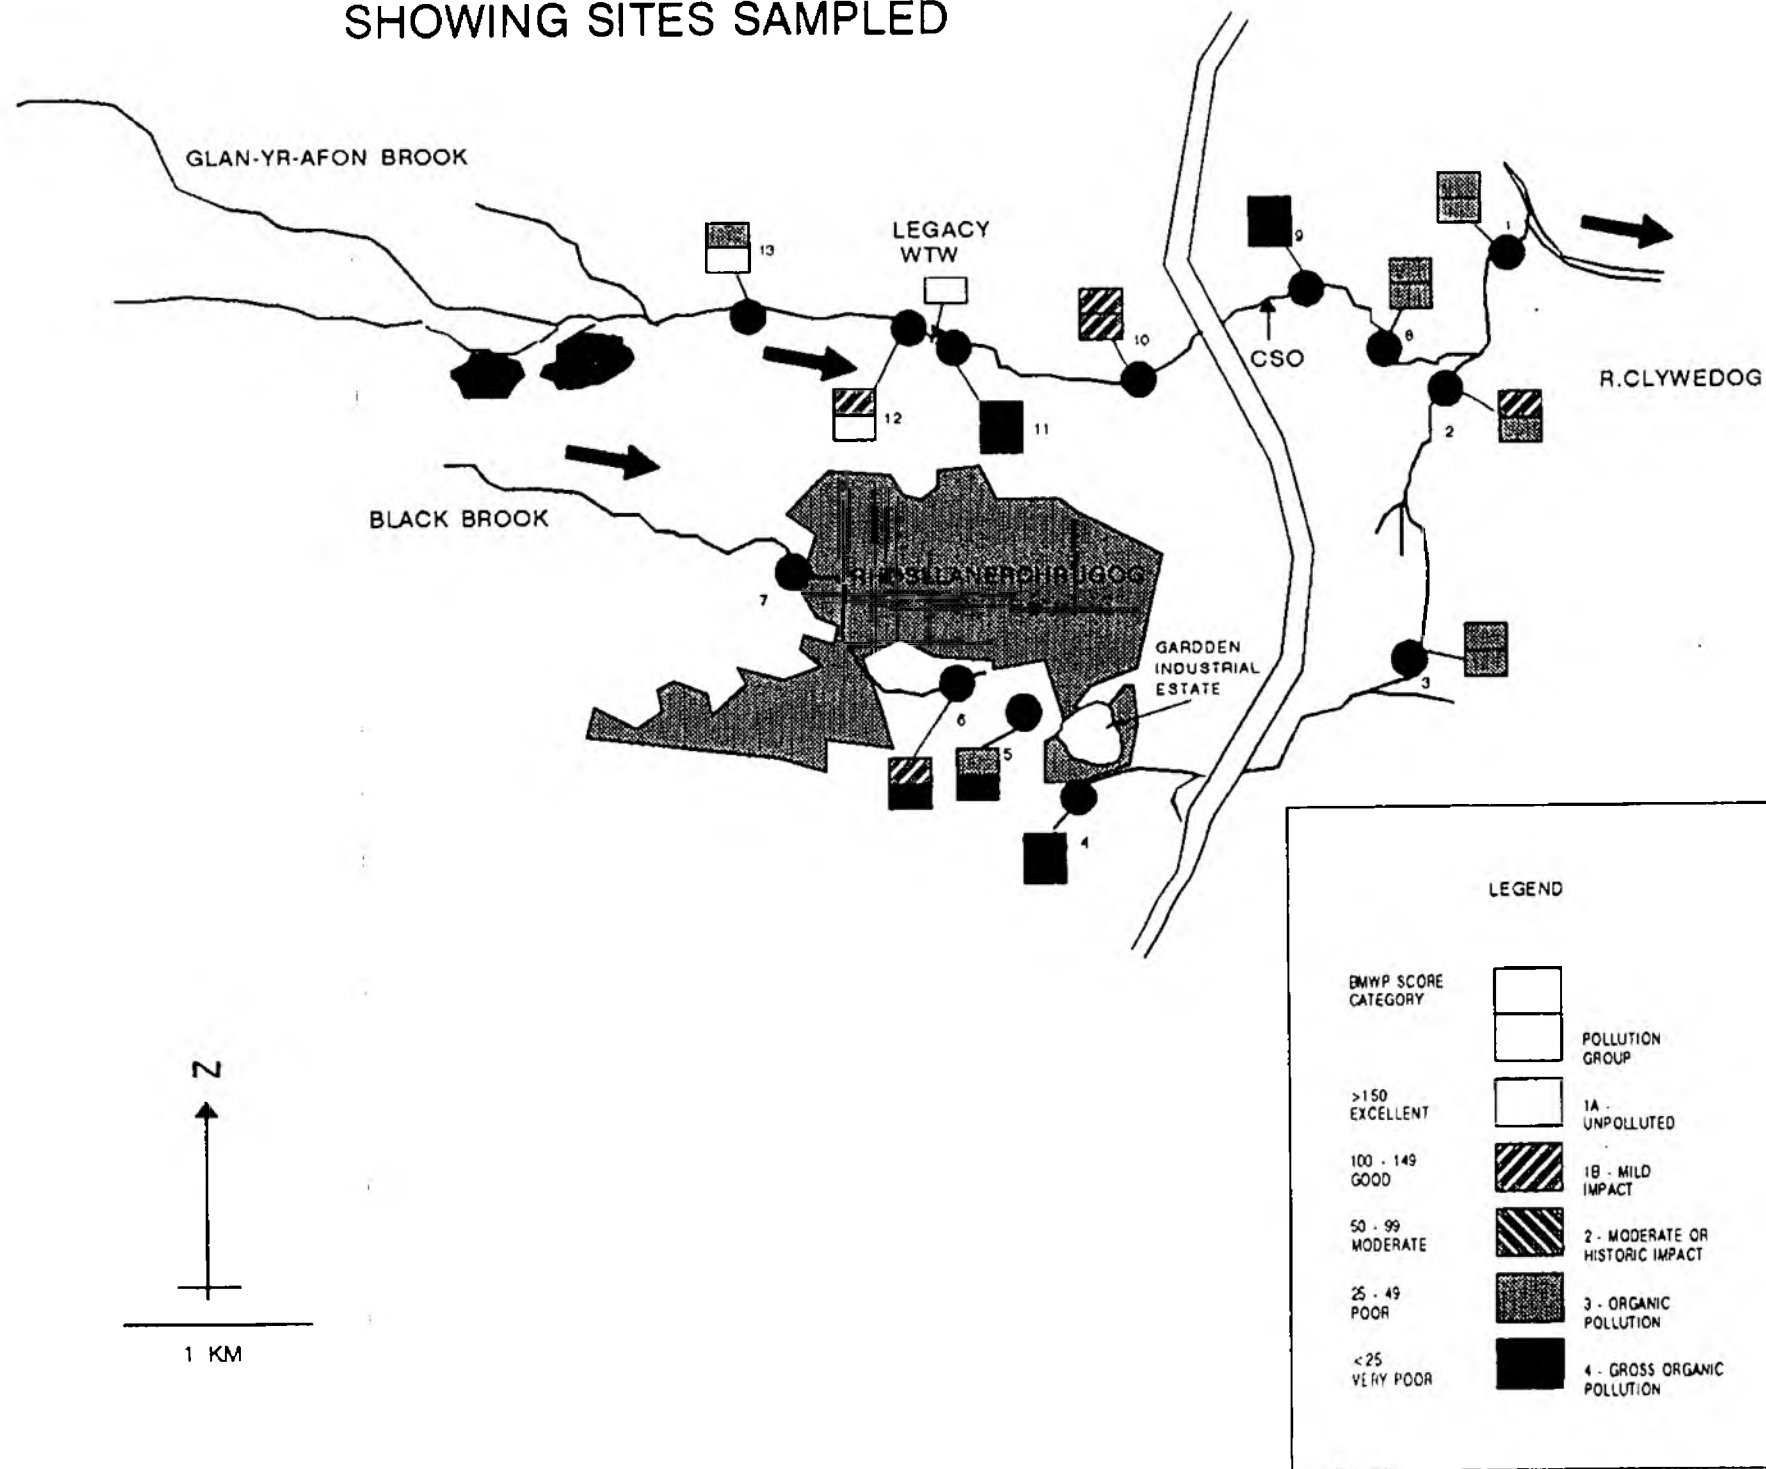 SHOWING SITES SAMPLED
GLAN-YR-AFON BROOK
13
LEGACY
WTW
12
11
10
9
CSO
8
1
R.CLYWEDOG
2
BLACK BROOK
7
RHOSLLANERCHRUGOG
GARDDEN
INDUSTRIAL
ESTATE
3
6
5
4
LEGEND
BMWP SCORE
CATEGORY
POLLUTION
GROUP
>150
EXCELLENT
1A -
UNPOLLUTED
100 - 149
GOOD
1B - MILD
IMPACT
50 - 99
MODERATE
2 - MODERATE OR
HISTORIC IMPACT
25 - 49
POOR
3 - ORGANIC
POLLUTION
<25
VERY POOR
4 - GROSS ORGANIC
POLLUTION
N
1 KM